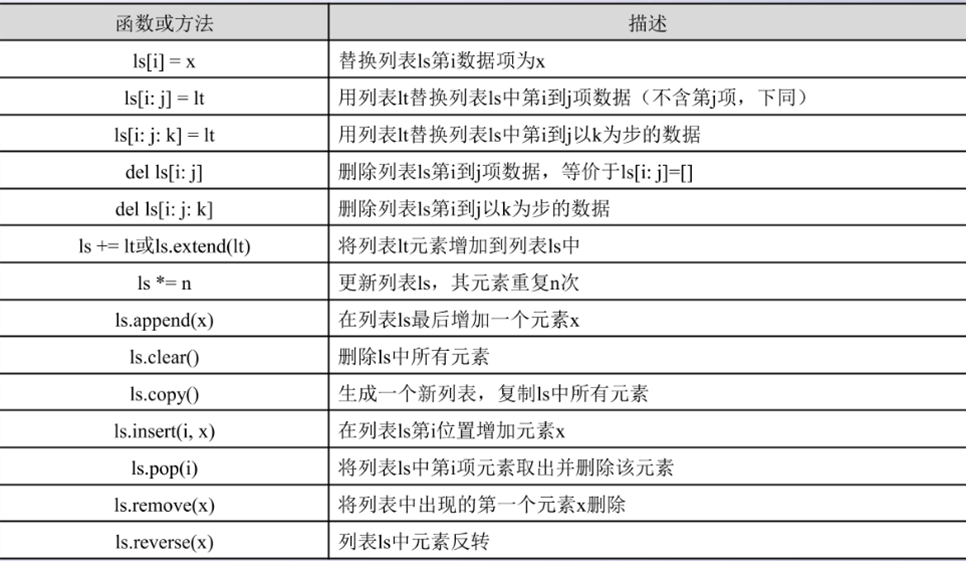 函数或方法 描述
ls[i] = x 替换列表ls第i数据项为x
ls[i: j] = lt 用列表lt替换列表ls中第i到j项数据（不含第j项，下同）
ls[i: j: k] = lt 用列表lt替换列表ls中第i到j以k为步的数据
del ls[i: j] 删除列表ls第i到j项数据，等价于ls[i: j]=[]
del ls[i: j: k] 删除列表ls第i到j以k为步的数据
ls += lt或ls.extend(lt) 将列表lt元素增加到列表ls中
ls *= n 更新列表ls，其元素重复n次
ls.append(x) 在列表ls最后增加一个元素x
ls.clear() 删除ls中所有元素
ls.copy() 生成一个新列表，复制ls中所有元素
ls.insert(i, x) 在列表ls第i位置增加元素x
ls.pop(i) 将列表ls中第i项元素取出并删除该元素
ls.remove(x) 将列表中出现的第一个元素x删除
ls.reverse(x) 列表ls中元素反转